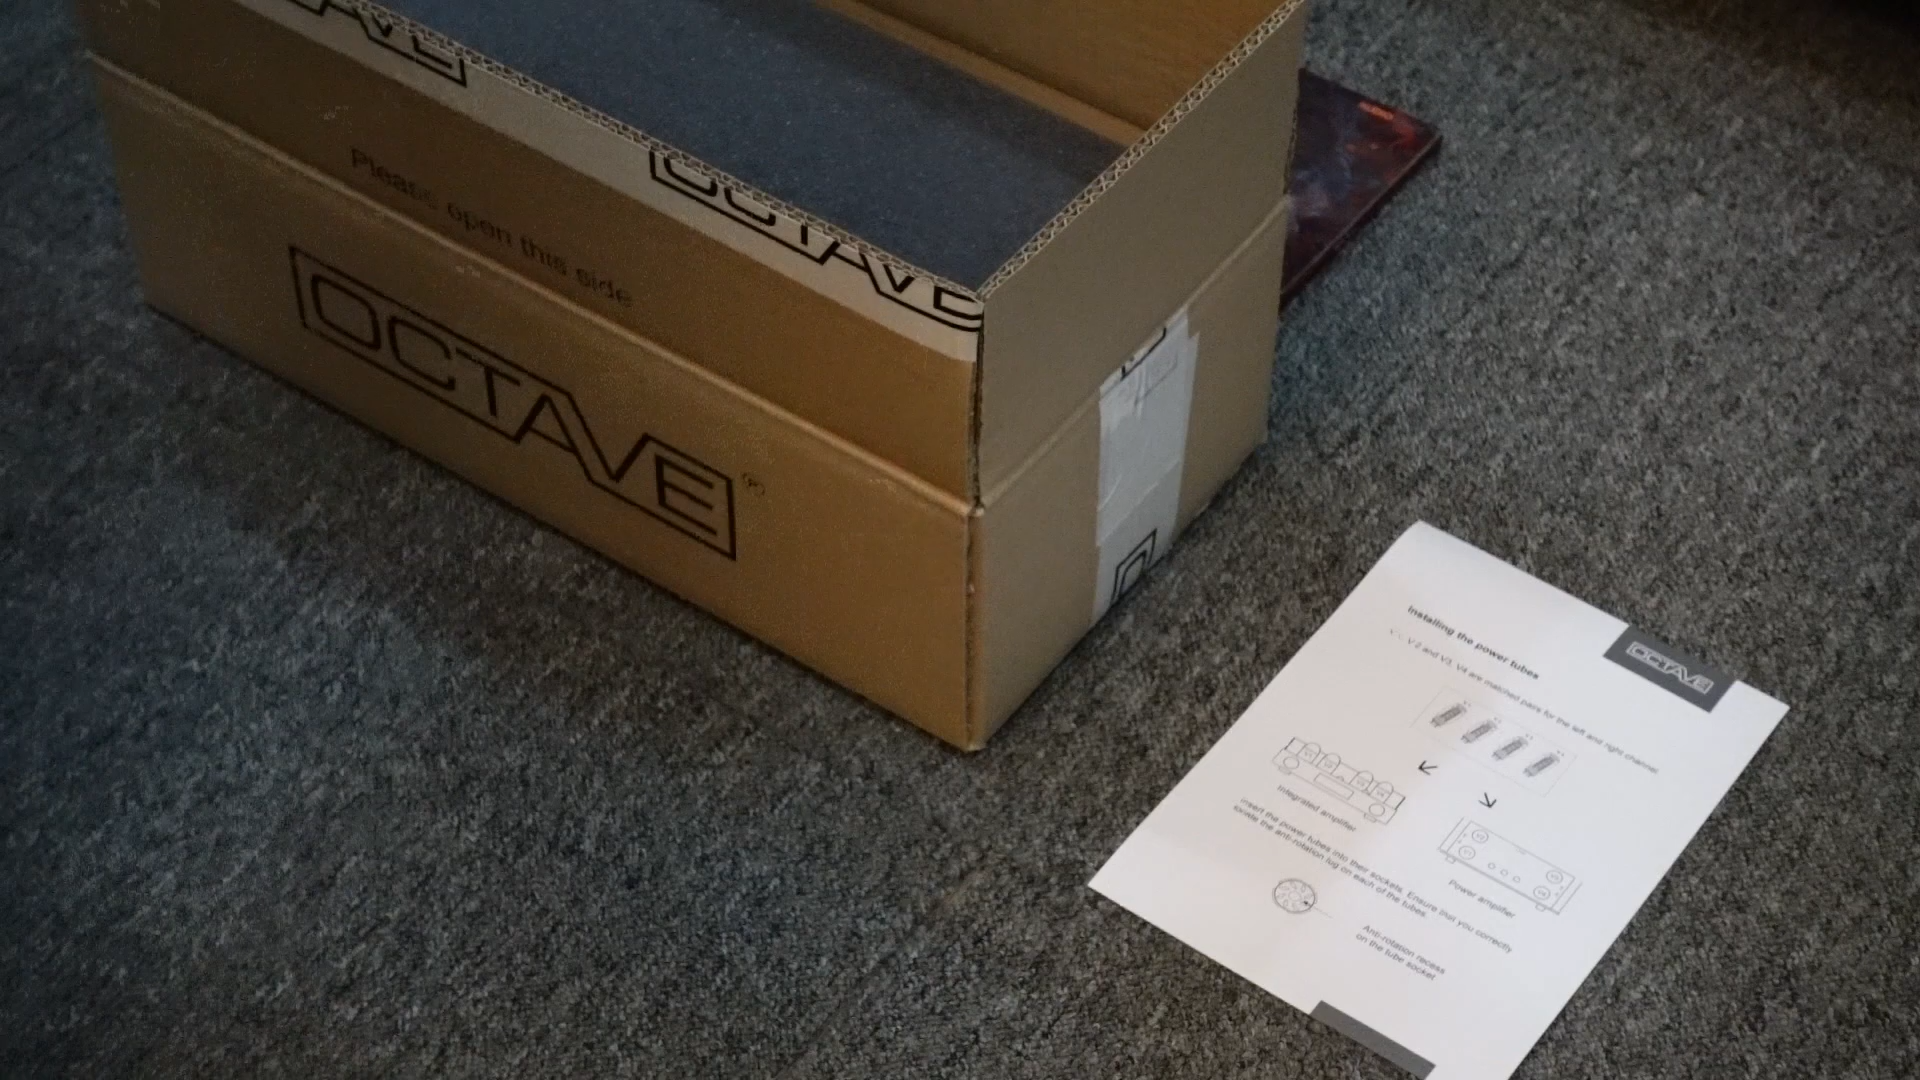 OCTAVE
Please open this side
OCTAVE®
OCTAVE
Installing the power tubes
V2 and V3, V4 are matched pairs for the left and right channel
Integrated amplifier
Power amplifier
Insert the power tubes into their sockets. Ensure that you correctly
locate the anti-rotation lug on each of the tubes.
Anti-rotation recess
on the tube socket